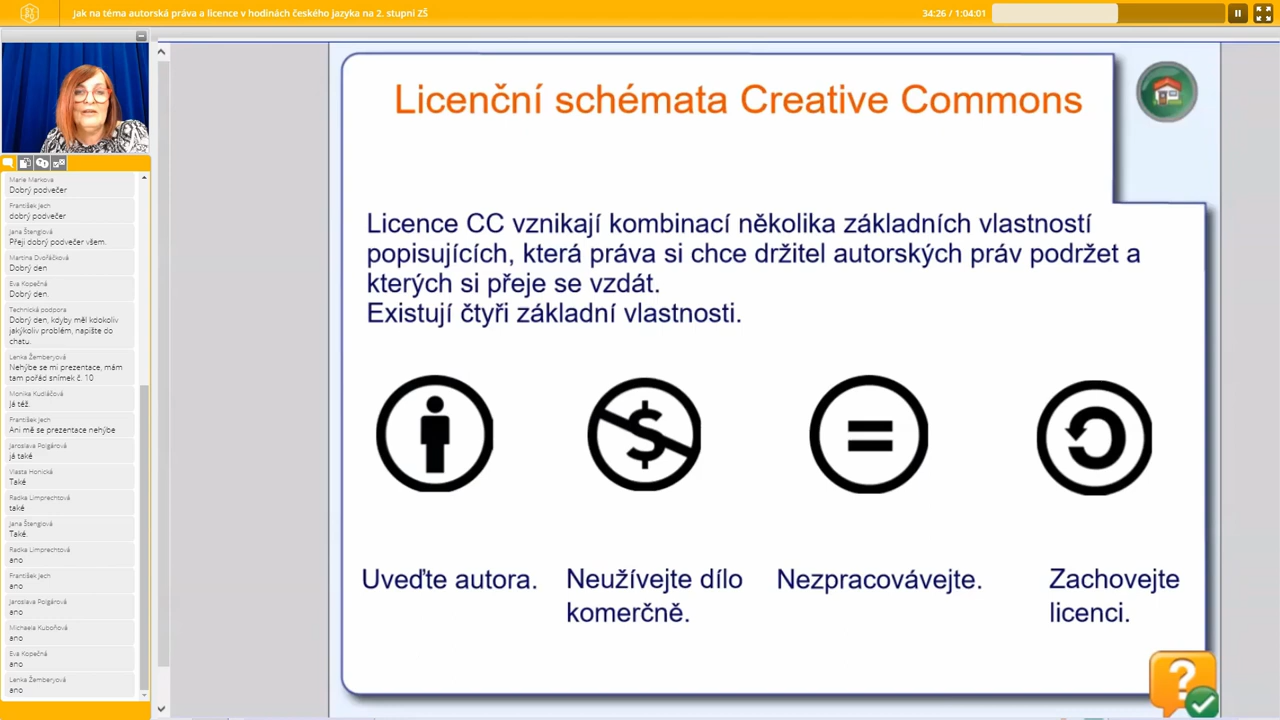 Jak na téma autorská práva a licence v hodinách českého jazyka na 2. stupni ZŠ
34:26 / 1:04:01
Marie Markova
Dobrý podvečer
František Jech
dobrý podvečer
Jana Štenglová
Přeji dobrý podvečer všem.
Martina Dvořáčková
Dobrý den
Eva Kopečná
Dobrý den.
Technická podpora
Dobrý den, kdyby měl kdokoliv
jakýkoliv problém, napište do
chatu.
Lenka Žemberyová
Nehýbe se mi prezentace, mám
tam pořád snímek č. 10
Monika Kudláčová
Já též.
František Jech
Ani mě se prezentace nehýbe
Jaroslava Polgárová
já také
Vlasta Honická
Také
Radka Limprechtová
také
Jana Štenglová
Také.
Radka Limprechtová
ano
František Jech
ano
Jaroslava Polgárová
ano
Michaela Kuboňová
ano
Eva Kopečná
ano
Lenka Žemberyová
ano
Licenční schémata Creative Commons
Licence CC vznikají kombinací několika základních vlastností
popisujících, která práva si chce držitel autorských práv podržet a
kterých si přeje se vzdát.
Existují čtyři základní vlastnosti.
Uveďte autora.
Neužívejte dílo
komerčně.
Nezpracovávejte.
Zachovejte
licenci.